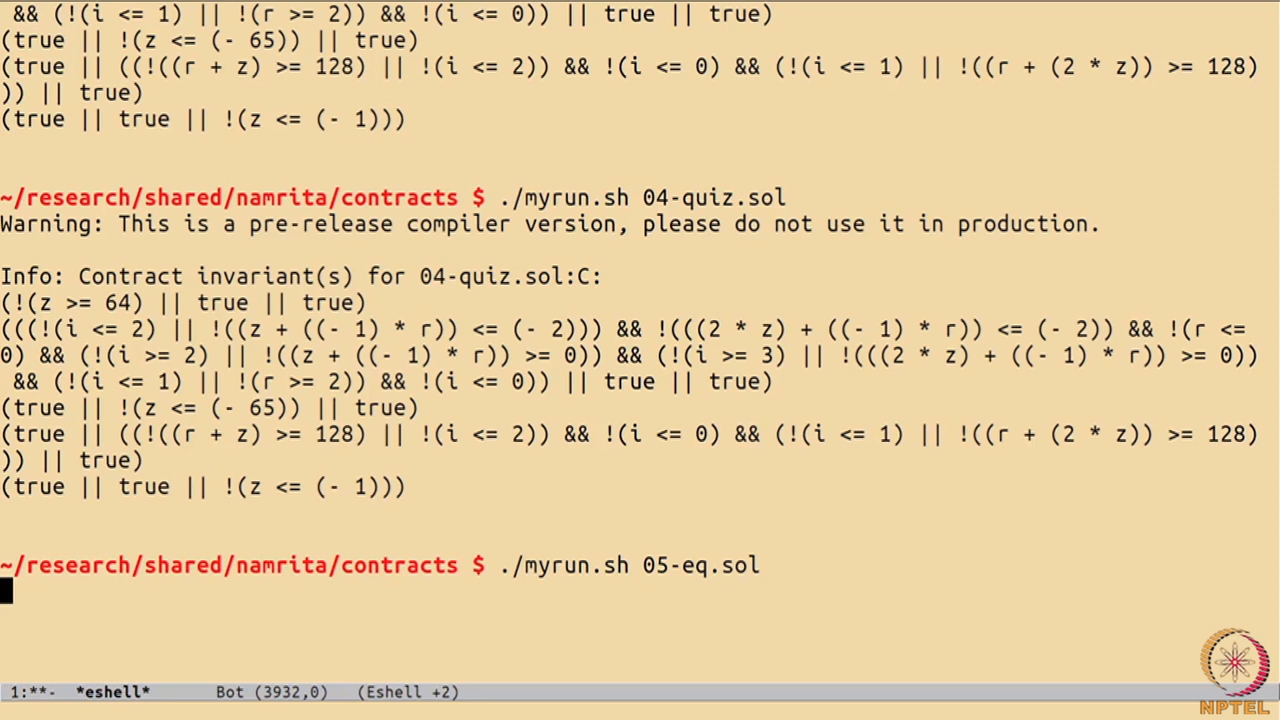 && (!(i <= 1) || !(r >= 2)) && !(i <= 0)) || true || true)
(true || !(z <= (- 65)) || true)
(true || ((!((r + z) >= 128) || !(i <= 2)) && !(i <= 0) && (!(i <= 1) || !((r + (2 * z)) >= 128)
)) || true)
(true || true || !(z <= (- 1)))
~/research/shared/namrita/contracts $ ./myrun.sh 04-quiz.sol
Warning: This is a pre-release compiler version, please do not use it in production.
Info: Contract invariant(s) for 04-quiz.sol:C:
(!(z >= 64) || true || true)
(((!(i <= 2) || !((z + ((- 1) * r)) <= (- 2))) && !(((2 * z) + ((- 1) * r)) <= (- 2)) && !(r <=
0) && (!(i >= 2) || !((z + ((- 1) * r)) >= 0)) && (!(i >= 3) || !(((2 * z) + ((- 1) * r)) >= 0))
&& (!(i <= 1) || !(r >= 2)) && !(i <= 0)) || true || true)
(true || !(z <= (- 65)) || true)
(true || ((!((r + z) >= 128) || !(i <= 2)) && !(i <= 0) && (!(i <= 1) || !((r + (2 * z)) >= 128)
)) || true)
(true || true || !(z <= (- 1)))
~/research/shared/namrita/contracts $ ./myrun.sh 05-eq.sol
1:**- *eshell* Bot (3932,0) (Eshell +2)
NPTEL